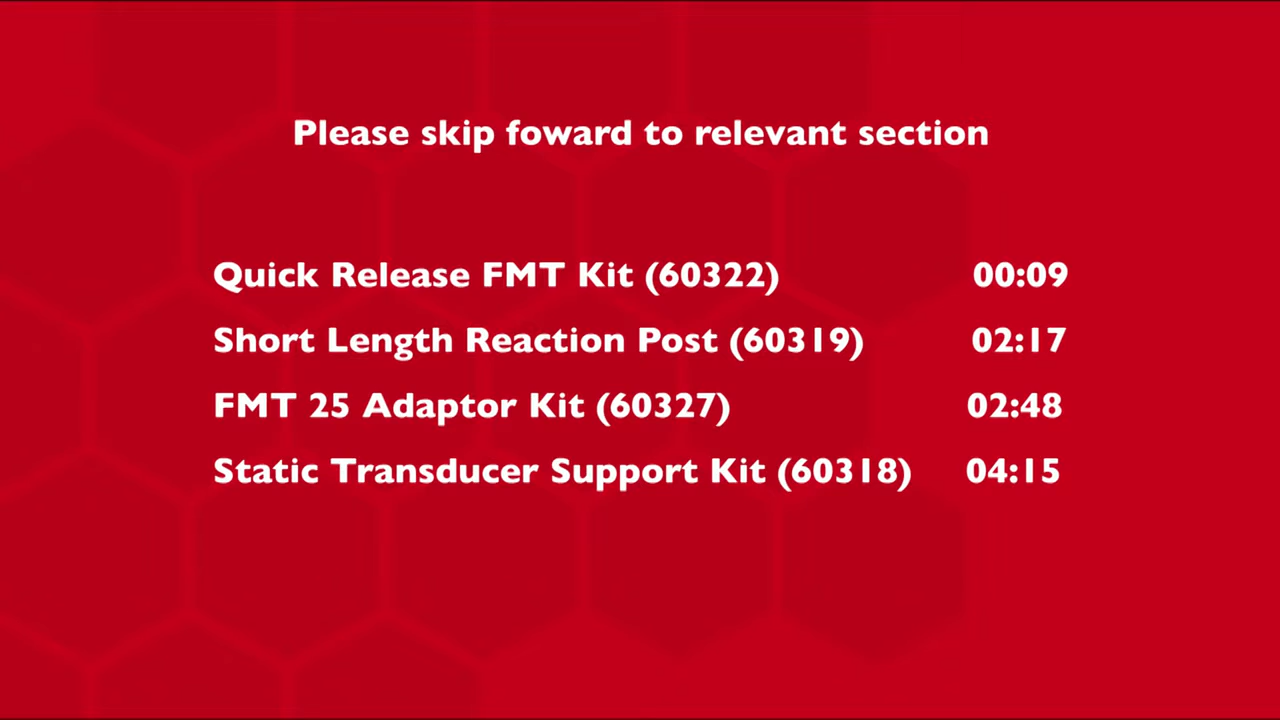 Please skip foward to relevant section
Quick Release FMT Kit (60322) 00:09
Short Length Reaction Post (60319) 02:17
FMT 25 Adaptor Kit (60327) 02:48
Static Transducer Support Kit (60318) 04:15